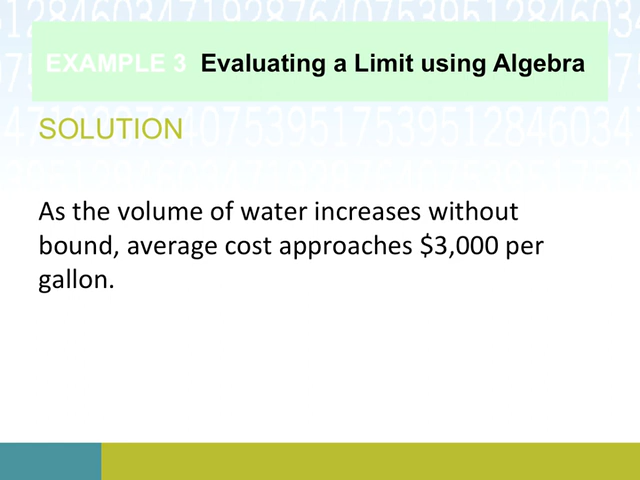 EXAMPLE 3 Evaluating a Limit using Algebra
SOLUTION
As the volume of water increases without
bound, average cost approaches $3,000 per
gallon.